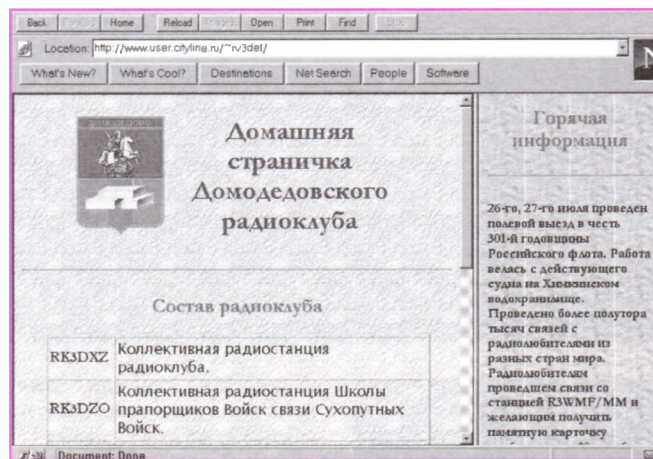 Back Forward Home Reload Images Open Print Find Stop
Location: http://www.user.cityline.ru/~rv3del/
What's New? What's Cool? Destinations Net Search People Software
N
Домашняя
страничка
Домодедовского
радиоклуба
Состав радиоклуба
RK3DXZ Коллективная радиостанция
радиоклуба.
RK3DZO Коллективная радиостанция Школы
прапорщиков Войск связи Сухопутных
Войск.
Горячая
информация
26-го, 27-го июля проведен
полевой выезд в честь
301-й годовщины
Российского флота. Работа
велась с действующего
судна на Химкинском
водохранилище.
Проведено более полутора
тысяч связей с
радиолюбителями из
разных стран мира.
Радиолюбителям
проведшем связи со
станцией R3WMF/MM и
желающим получить
памятную карточку
Document: Done